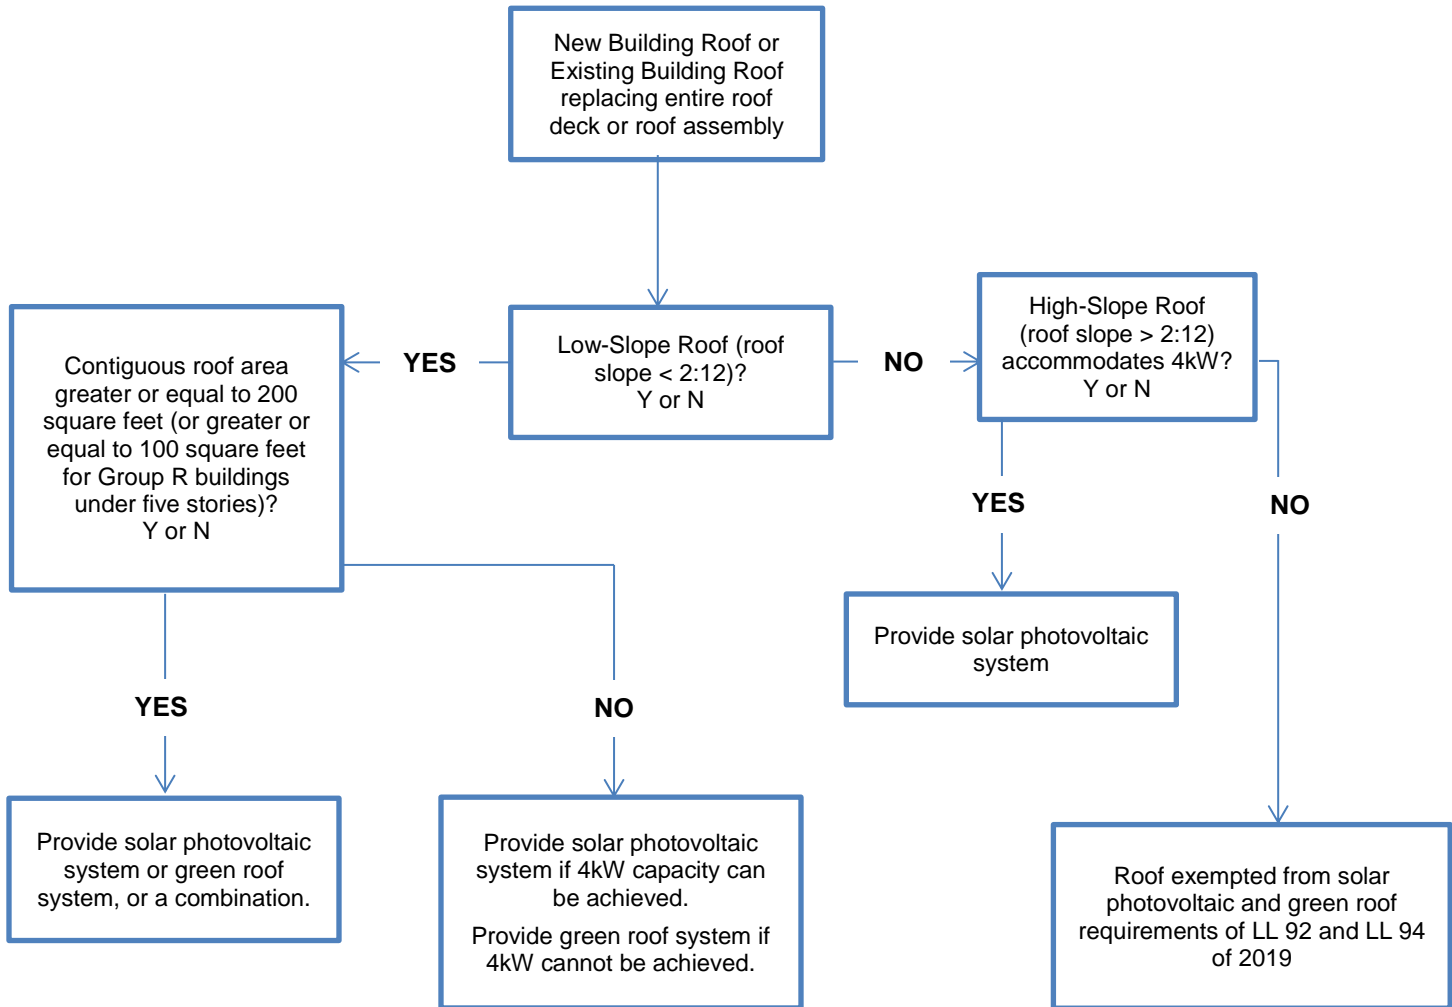 New Building Roof or
Existing Building Roof
replacing entire roof
deck or roof assembly
Low-Slope Roof (roof
slope < 2:12)?
Y or N
YES
NO
High-Slope Roof
(roof slope > 2:12)
accommodates 4kW?
Y or N
Contiguous roof area
greater or equal to 200
square feet (or greater or
equal to 100 square feet
for Group R buildings
under five stories)?
Y or N
YES
NO
Provide solar photovoltaic
system
YES
NO
Provide solar photovoltaic
system or green roof
system, or a combination.
Provide solar photovoltaic
system if 4kW capacity can
be achieved.
Provide green roof system if
4kW cannot be achieved.
Roof exempted from solar
photovoltaic and green roof
requirements of LL 92 and LL 94
of 2019